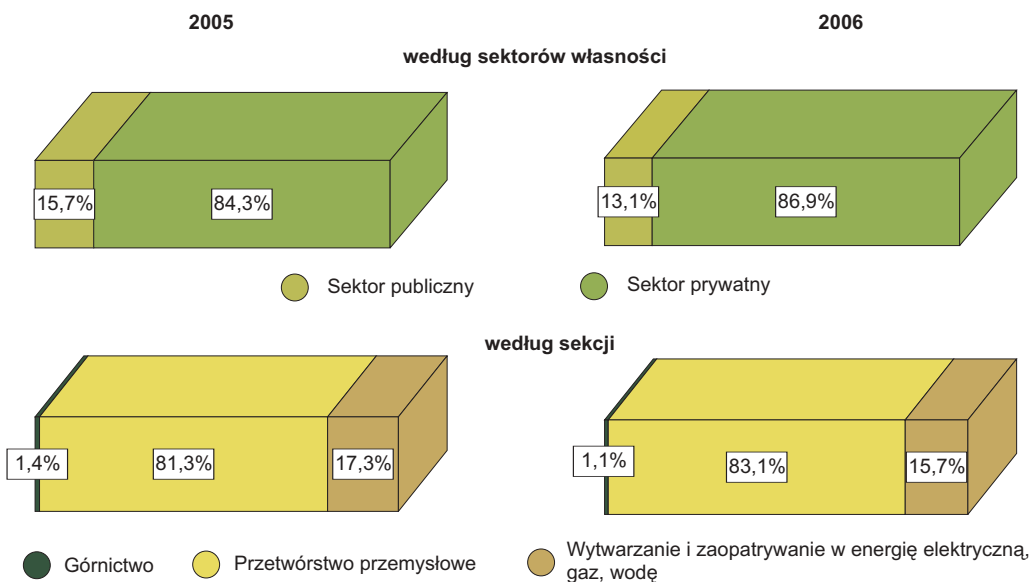 2005 2006
według sektorów własności
15,7% 84,3% 13,1% 86,9%
Sektor publiczny Sektor prywatny
według sekcji
1,4% 81,3% 17,3% 1,1% 83,1% 15,7%
Górnictwo Przetwórstwo przemysłowe Wytwarzanie i zaopatrywanie w energię elektryczną,
gaz, wodę